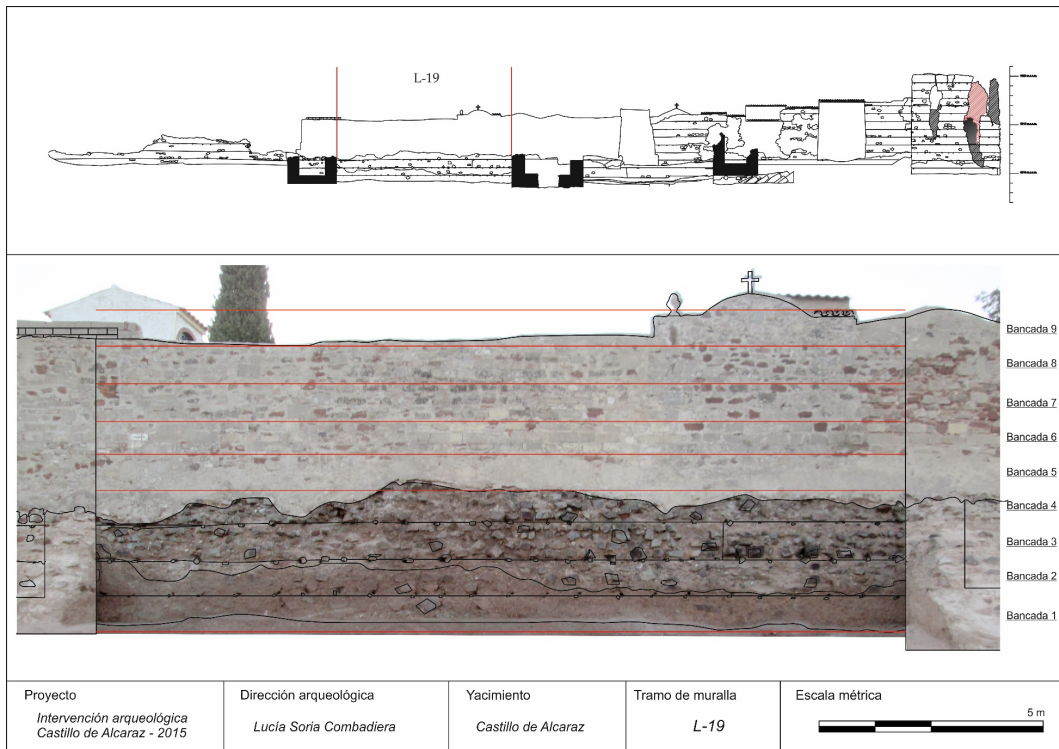 L-19
Bancada 9
Bancada 8
Bancada 7
Bancada 6
Bancada 5
Bancada 4
Bancada 3
Bancada 2
Bancada 1
Proyecto
Intervención arqueológica
Castillo de Alcaraz - 2015
Dirección arqueológica
Lucía Soria Combadiera
Yacimiento
Castillo de Alcaraz
Tramo de muralla
L-19
Escala métrica
5 m